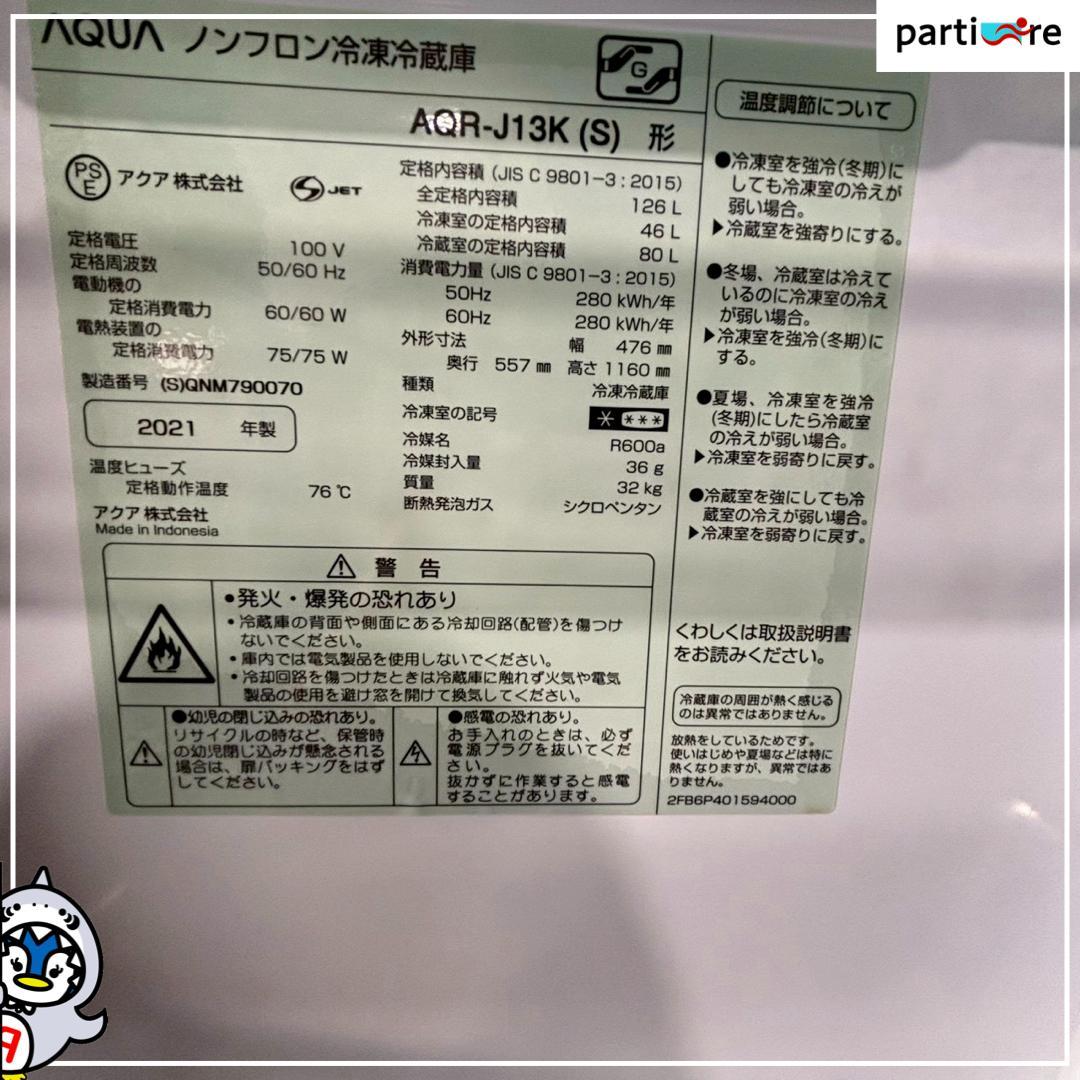 partiture
AQUA ノンフロン冷凍冷蔵庫
G
AQR-J13K (S) 形
PSE アクア 株式会社
S JET
定格電圧 100 V
定格周波数 50/60 Hz
電動機の
定格消費電力 60/60 W
電熱装置の
定格消費電力 75/75 W
製造番号 (S)QNM790070
2021 年製
温度ヒューズ
定格動作温度 76 ℃
アクア 株式会社
Made in Indonesia
定格内容積 (JIS C 9801-3 : 2015)
全定格内容積 126 L
冷凍室の定格内容積 46 L
冷蔵室の定格内容積 80 L
消費電力量 (JIS C 9801-3 : 2015)
50Hz 280 kWh/年
60Hz 280 kWh/年
外形寸法 幅 476 ㎜
奥行 557 ㎜ 高さ 1160 ㎜
種類 冷凍冷蔵庫
冷凍室の記号 * ***
冷媒名 R600a
冷媒封入量 36 g
質量 32 kg
断熱発泡ガス シクロペンタン
温度調節について
●冷凍室を強冷(冬期)に
しても冷凍室の冷えが
弱い場合。
▶冷蔵室を強寄りにする。
●冬場、冷蔵室は冷えて
いるのに冷凍室の冷え
が弱い場合。
▶冷凍室を強冷(冬期)に
する。
●夏場、冷凍室を強冷
(冬期)にしたら冷蔵室
の冷えが弱い場合。
▶冷凍室を弱寄りに戻す。
●冷蔵室を強にしても冷
蔵室の冷えが弱い場合。
▶冷凍室を弱寄りに戻す。
くわしくは取扱説明書
をお読みください。
冷蔵庫の周囲が熱く感じる
のは異常ではありません。
放熱をしているためです。
使いはじめや夏場などは特に
熱くなりますが、異常ではあ
りません。
2FB6P401594000
警 告
•発火・爆発の恐れあり
•冷蔵庫の背面や側面にある冷却回路(配管)を傷つけ
ないでください。
•庫内では電気製品を使用しないでください。
•冷却回路を傷つけたときは冷蔵庫に触れず火気や電気
製品の使用を避け窓を開けて換気してください。
●幼児の閉じ込みの恐れあり。
リサイクルの時など、保管時
の幼児閉じ込みが懸念される
場合は、扉パッキングをはず
してください。
●感電の恐れあり。
お手入れのときは、必ず
電源プラグを抜いてくだ
さい。
抜かずに作業すると感電
することがあります。